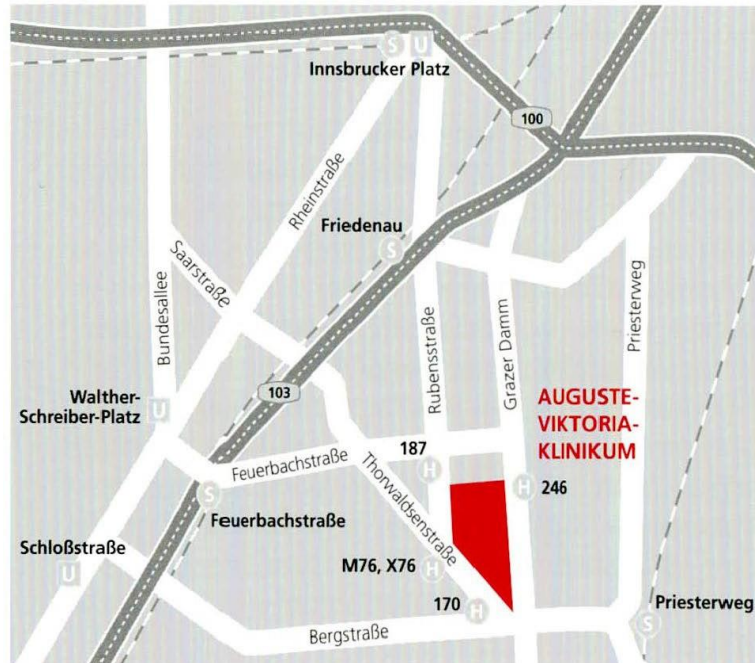 S U
Innsbrucker Platz
U
100
Rheinstraße
Friedenau
S
Saarstraße
Bundesallee
Rubensstraße
Grazer Damm
Priesterweg
103
Walther-
Schreiber-Platz
U
AUGUSTE-
VIKTORIA-
KLINIKUM
187
H
Feuerbachstraße
Thorwaldsenstraße
H
246
S
Feuerbachstraße
Schloßstraße
U
M76, X76
H
170
H
Bergstraße
Priesterweg
S